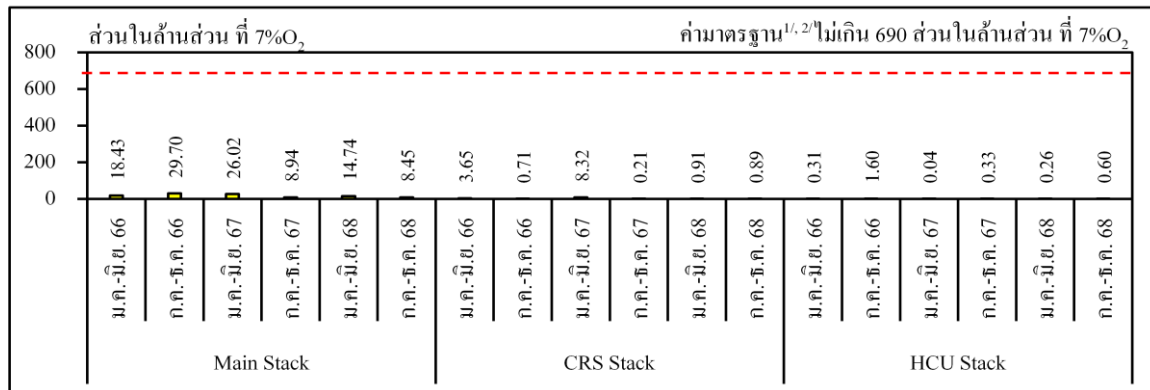 ส่วนในล้านส่วน ที่ 7%O₂ ค่ามาตรฐาน¹/, ²/ไม่เกิน 690 ส่วนในล้านส่วน ที่ 7%O₂
800
600
400
200
0
18.43 29.70 26.02 8.94 14.74 8.45 3.65 0.71 8.32 0.21 0.91 0.89 0.31 1.60 0.04 0.33 0.26 0.60
ม.ค.-มิ.ย. 66 ก.ค.-ธ.ค. 66 ม.ค.-มิ.ย. 67 ก.ค.-ธ.ค. 67 ม.ค.-มิ.ย. 68 ก.ค.-ธ.ค. 68 ม.ค.-มิ.ย. 66 ก.ค.-ธ.ค. 66 ม.ค.-มิ.ย. 67 ก.ค.-ธ.ค. 67 ม.ค.-มิ.ย. 68 ก.ค.-ธ.ค. 68 ม.ค.-มิ.ย. 66 ก.ค.-ธ.ค. 66 ม.ค.-มิ.ย. 67 ก.ค.-ธ.ค. 67 ม.ค.-มิ.ย. 68 ก.ค.-ธ.ค. 68
Main Stack CRS Stack HCU Stack